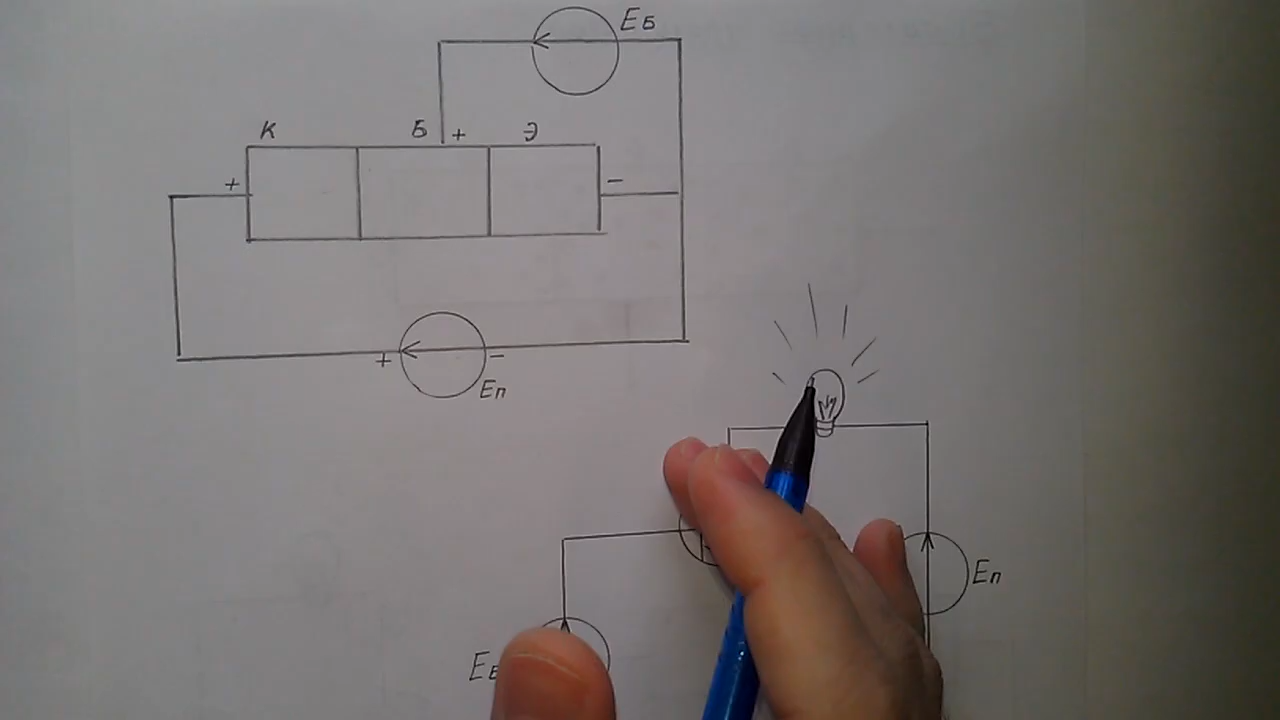 Еб
К Б + Э
+ -
+ -
Еп
Еп